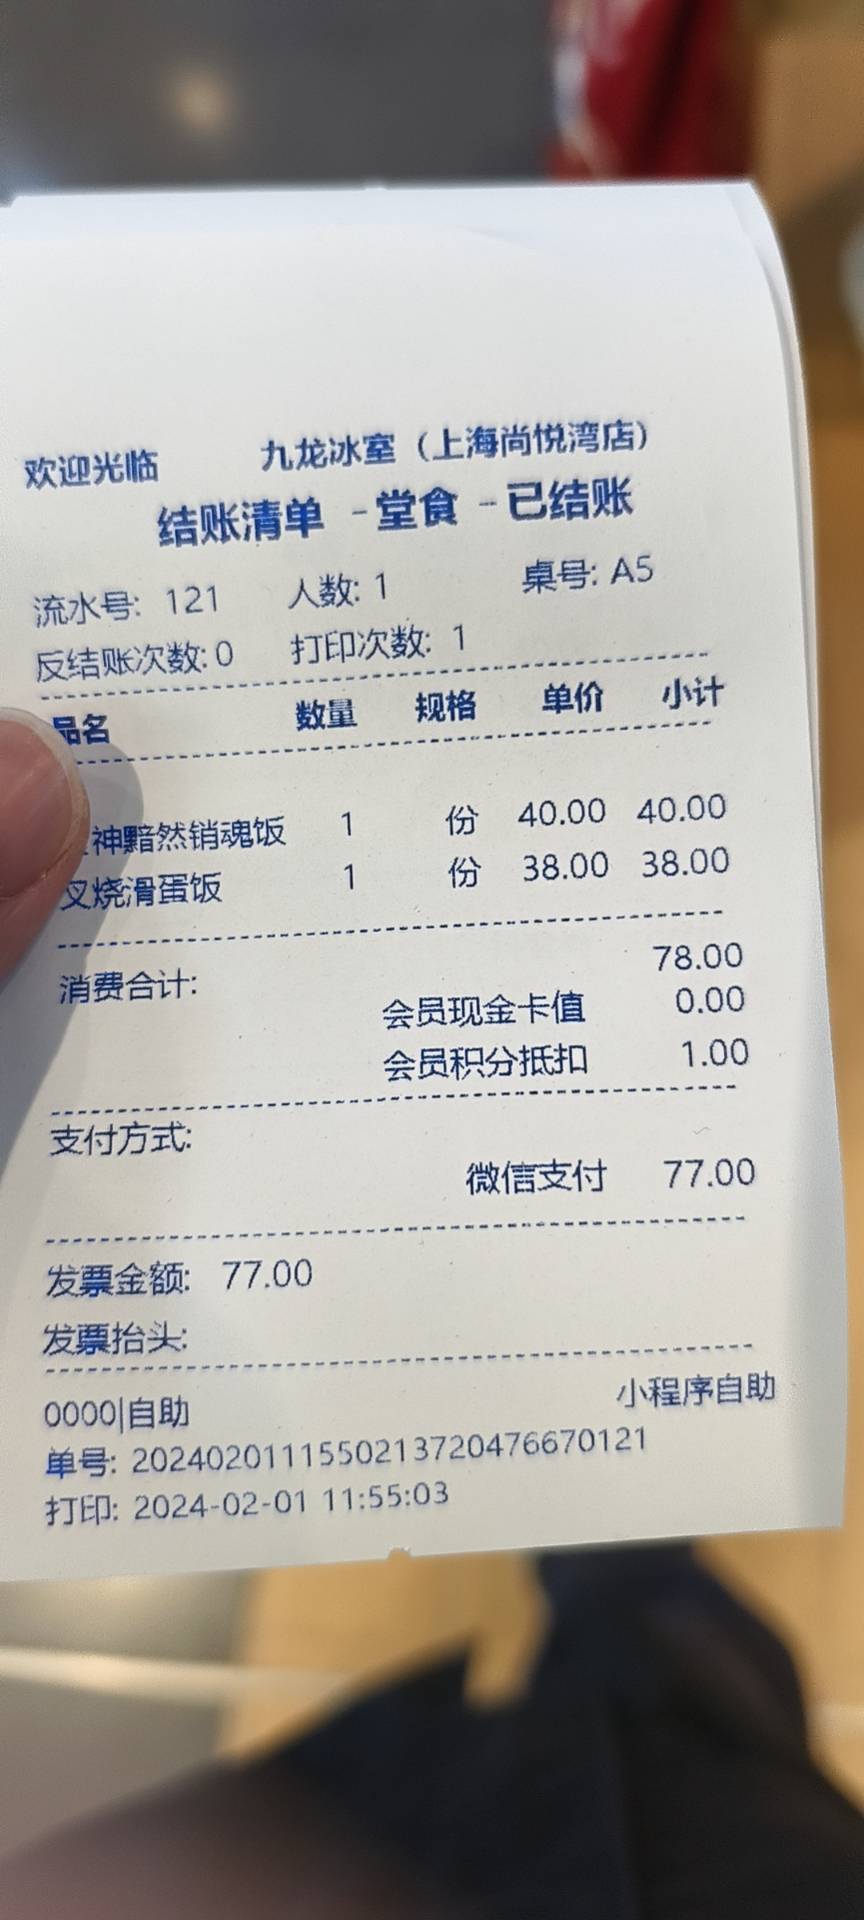 欢迎光临 九龙冰室（上海尚悦湾店）
结账清单 -堂食 -已结账
流水号: 121 人数: 1 桌号: A5
反结账次数: 0 打印次数: 1
品名 数量 规格 单价 小计
神黯然销魂饭 1 份 40.00 40.00
叉烧滑蛋饭 1 份 38.00 38.00
消费合计: 78.00
会员现金卡值 0.00
会员积分抵扣 1.00
支付方式:
微信支付 77.00
发票金额: 77.00
发票抬头:
0000|自助 小程序自助
单号: 2024020111550213720476670121
打印: 2024-02-01 11:55:03